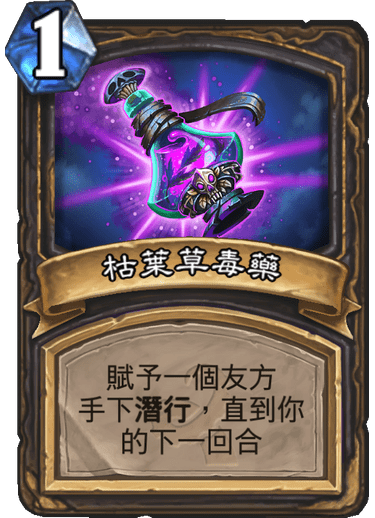 1
枯葉草毒藥
賦予一個友方
手下潛行，直到你
的下一回合